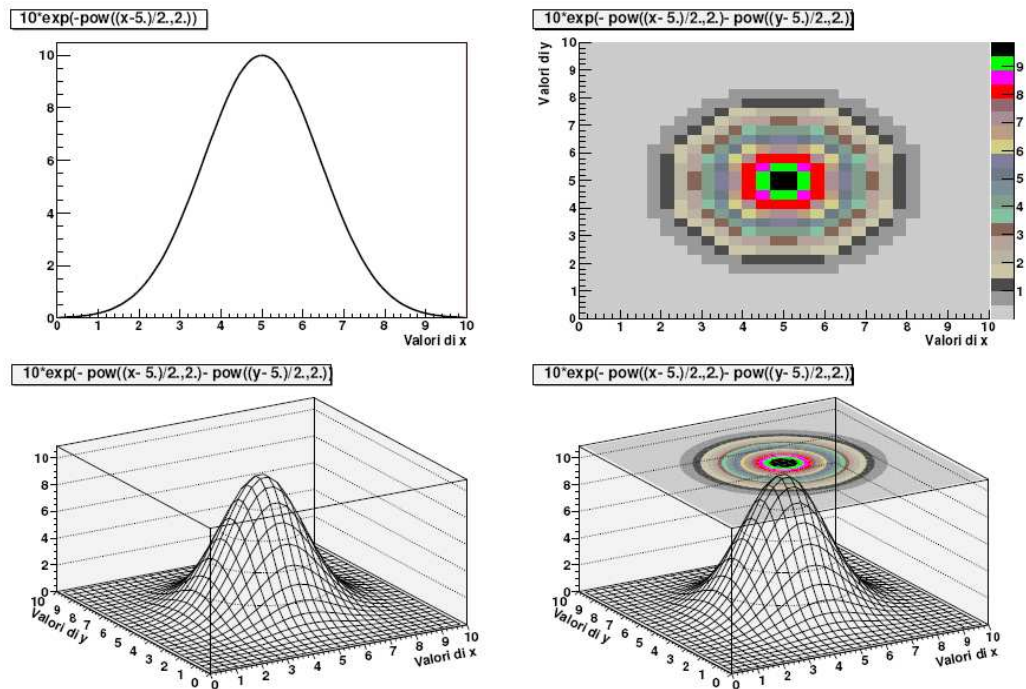 10*exp(-pow((x-5.)/2.,2.))
10
8
6
4
2
0
0 1 2 3 4 5 6 7 8 9 10
Valori di x
10*exp(- pow((x- 5.)/2.,2.)- pow((y- 5.)/2.,2.))
Valori di y
10
9
8
7
6
5
4
3
2
1
0
0 1 2 3 4 5 6 7 8 9 10
Valori di x
9
8
7
6
5
4
3
2
1
10*exp(- pow((x- 5.)/2.,2.)- pow((y- 5.)/2.,2.))
10
8
6
4
2
0
10 9 8 7 6 5 4 3 2 1 0
Valori di y
0 1 2 3 4 5 6 7 8 9 10
Valori di x
10*exp(- pow((x- 5.)/2.,2.)- pow((y- 5.)/2.,2.))
10
8
6
4
2
0
10 9 8 7 6 5 4 3 2 1 0
Valori di y
0 1 2 3 4 5 6 7 8 9 10
Valori di x